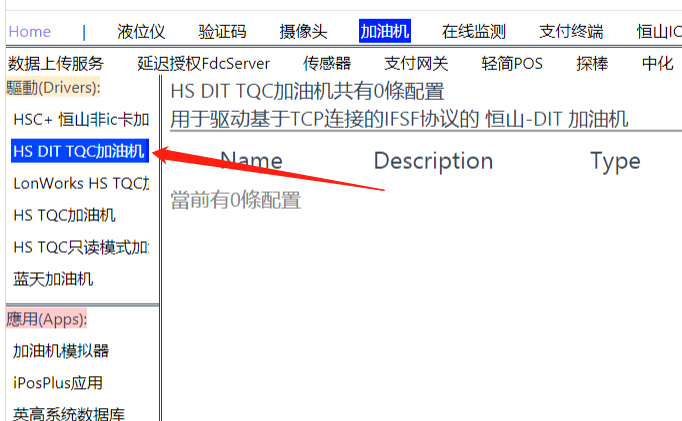 Home | 液位仪 验证码 摄像头 加油机 在线监测 支付终端 恒山IC
数据上传服务 延迟授权FdcServer 传感器 支付网关 轻简POS 探棒 中化
驅動(Drivers):
HSC+ 恒山非ic卡加
HS DIT TQC加油机
LonWorks HS TQC加
HS TQC加油机
HS TQC只读模式加油
蓝天加油机
應用(Apps):
加油机模拟器
iPosPlus应用
英高系统数据库
HS DIT TQC加油机共有0條配置
用于驱动基于TCP连接的IFSF协议的 恒山-DIT 加油机
Name Description Type
當前有0條配置